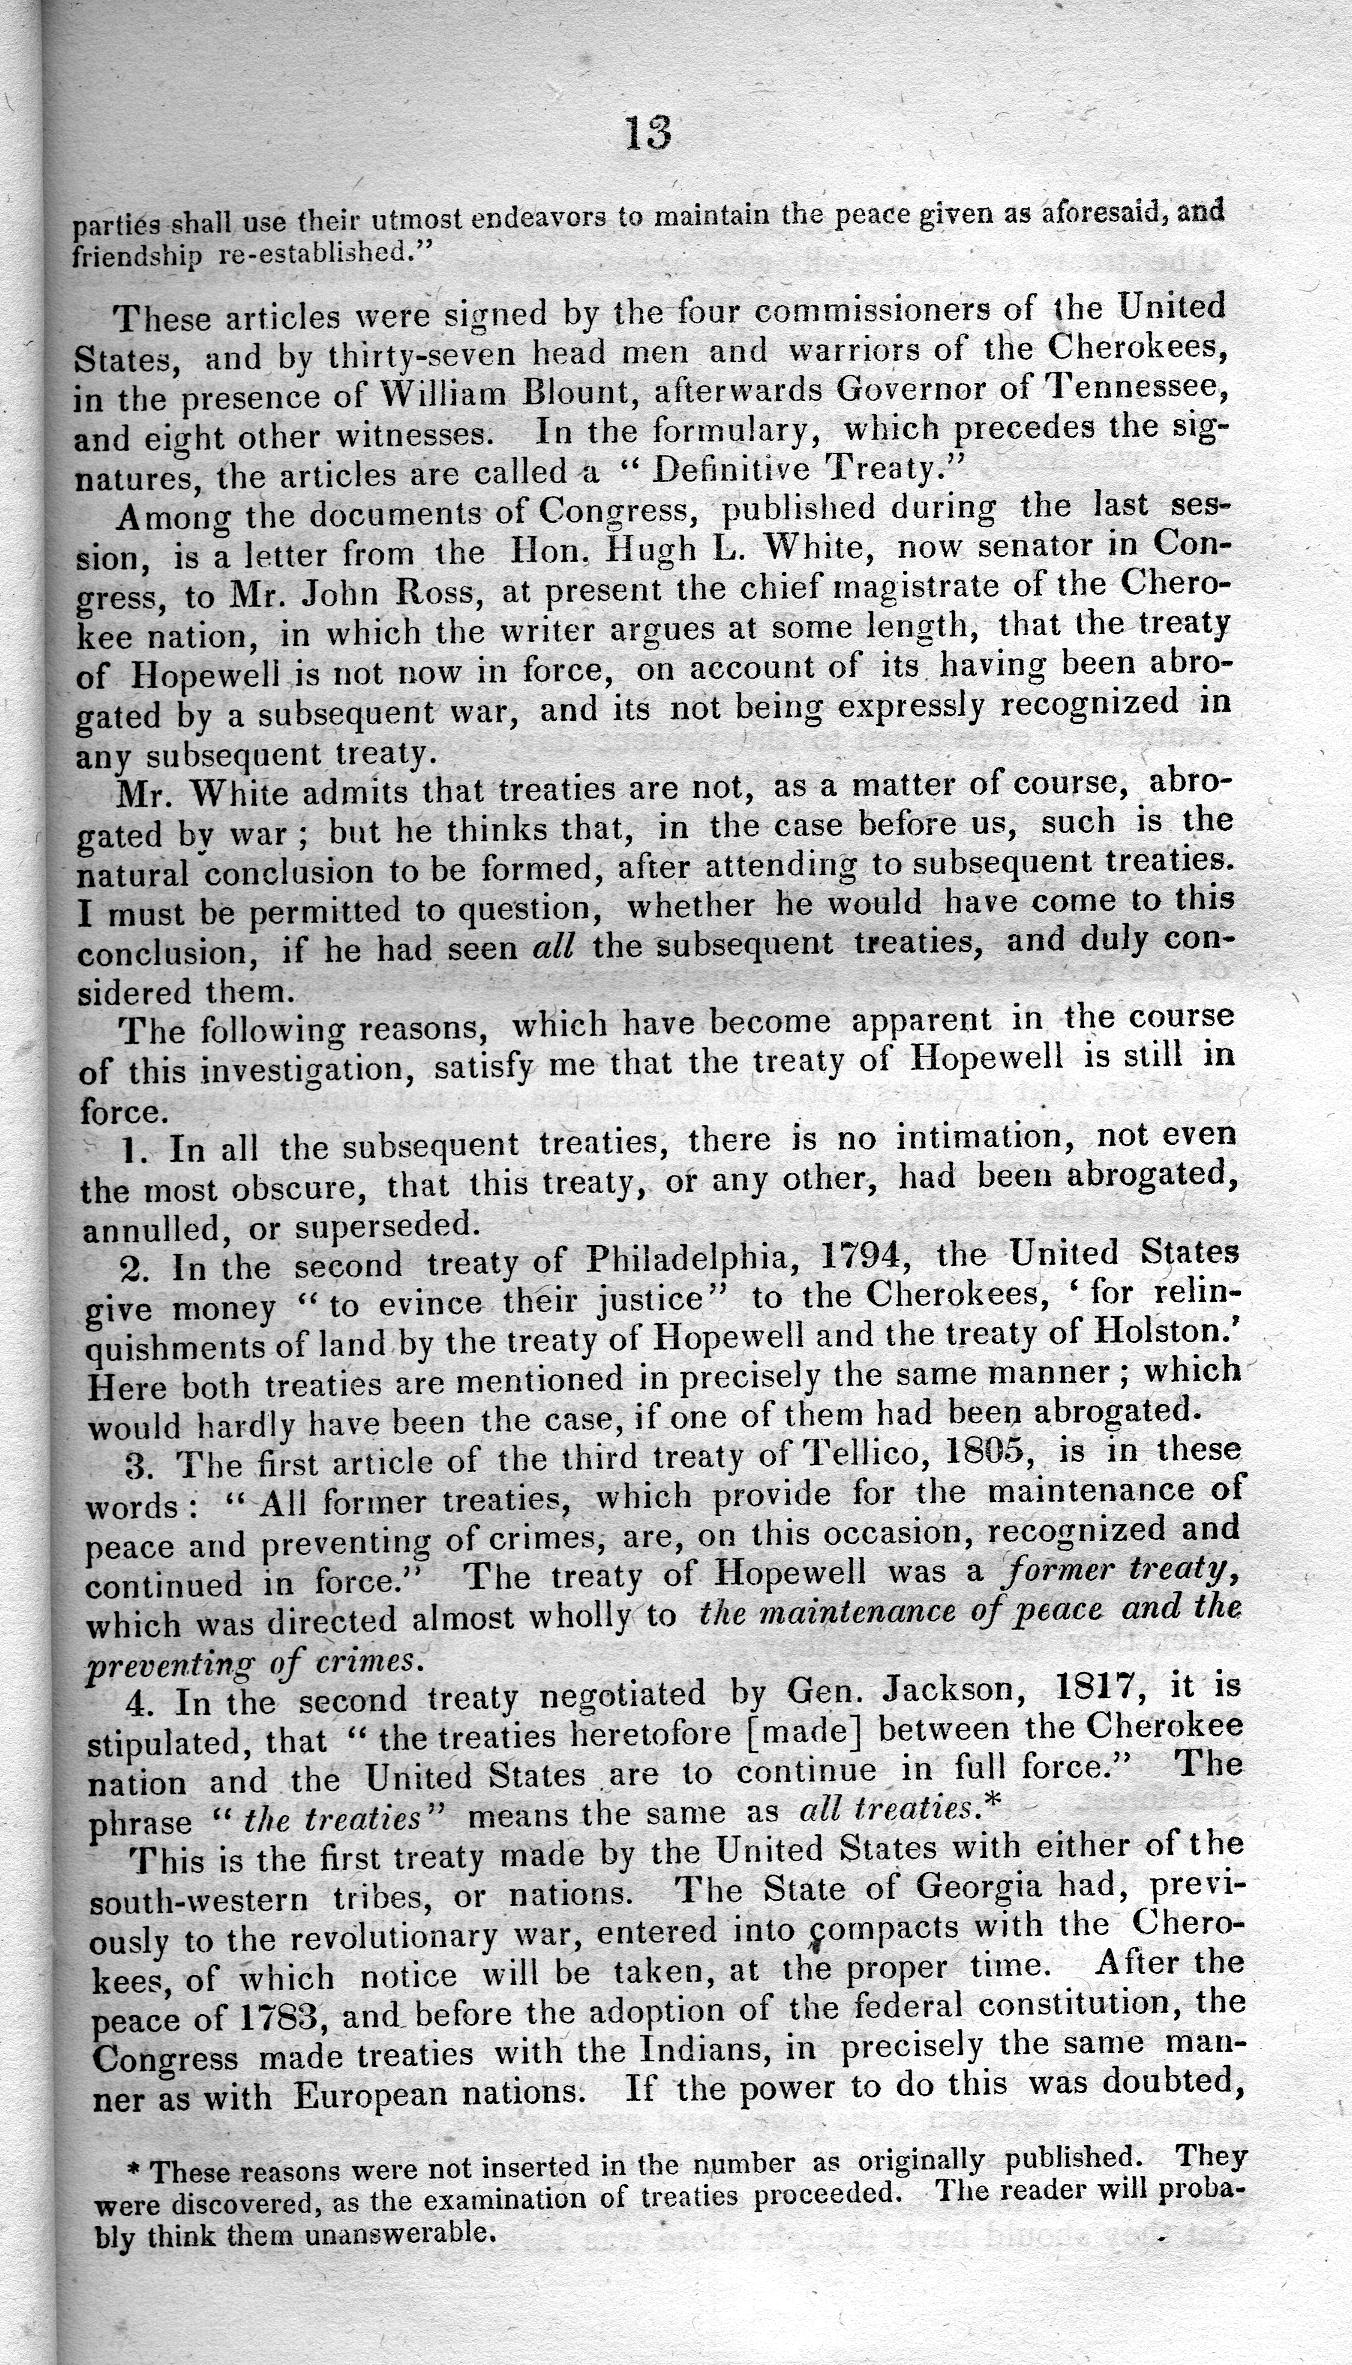 13
parties shall use their utmost endeavors to maintain the peace given as aforesaid, and
friendship re-established.”
These articles were signed by the four commissioners of the United
States, and by thirty-seven head men and warriors of the Cherokees,
in the presence of William Blount, afterwards Governor of Tennessee,
and eight other witnesses. In the formulary, which precedes the sig-
natures, the articles are called a “ Definitive Treaty.”
Among the documents of Congress, published during the last ses-
sion, is a letter from the Hon. Hugh L. White, now senator in Con-
gress, to Mr. John Ross, at present the chief magistrate of the Chero-
kee nation, in which the writer argues at some length, that the treaty
of Hopewell is not now in force, on account of its having been abro-
gated by a subsequent war, and its not being expressly recognized in
any subsequent treaty.
Mr. White admits that treaties are not, as a matter of course, abro-
gated by war ; but he thinks that, in the case before us, such is the
natural conclusion to be formed, after attending to subsequent treaties.
I must be permitted to question, whether he would have come to this
conclusion, if he had seen all the subsequent treaties, and duly con-
sidered them.
The following reasons, which have become apparent in the course
of this investigation, satisfy me that the treaty of Hopewell is still in
force.
1. In all the subsequent treaties, there is no intimation, not even
the most obscure, that this treaty, or any other, had been abrogated,
annulled, or superseded.
2. In the second treaty of Philadelphia, 1794, the United States
give money “ to evince their justice” to the Cherokees, ‘ for relin-
quishments of land by the treaty of Hopewell and the treaty of Holston.’
Here both treaties are mentioned in precisely the same manner ; which
would hardly have been the case, if one of them had been abrogated.
3. The first article of the third treaty of Tellico, 1805, is in these
words : “ All former treaties, which provide for the maintenance of
peace and preventing of crimes, are, on this occasion, recognized and
continued in force.” The treaty of Hopewell was a former treaty,
which was directed almost wholly to the maintenance of peace and the
preventing of crimes.
4. In the second treaty negotiated by Gen. Jackson, 1817, it is
stipulated, that “ the treaties heretofore [made] between the Cherokee
nation and the United States are to continue in full force.” The
phrase “ the treaties” means the same as all treaties.*
This is the first treaty made by the United States with either of the
south-western tribes, or nations. The State of Georgia had, previ-
ously to the revolutionary war, entered into compacts with the Chero-
kees, of which notice will be taken, at the proper time. After the
peace of 1783, and before the adoption of the federal constitution, the
Congress made treaties with the Indians, in precisely the same man-
ner as with European nations. If the power to do this was doubted,
* These reasons were not inserted in the number as originally published. They
were discovered, as the examination of treaties proceeded. The reader will proba-
bly think them unanswerable.